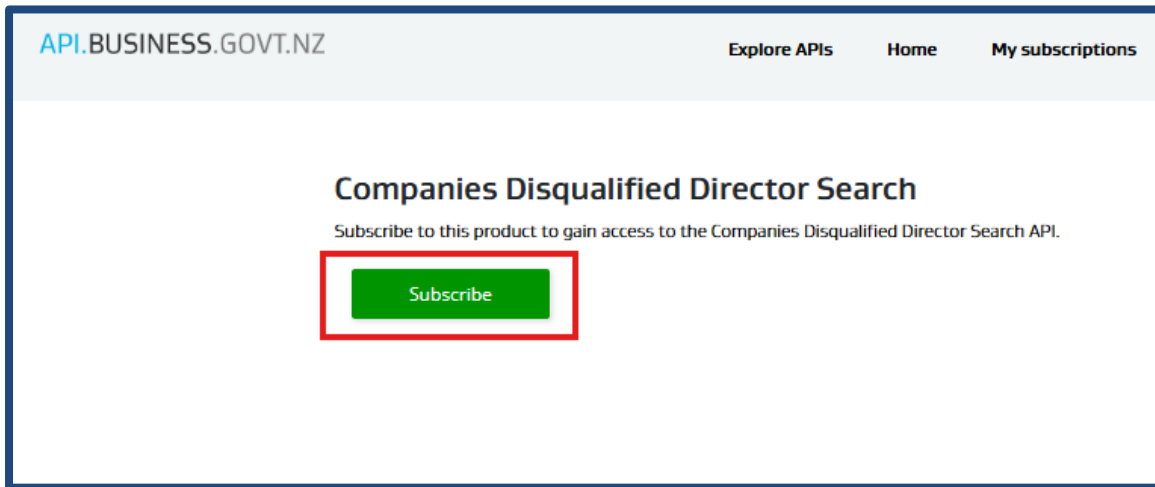 API.BUSINESS.GOVT.NZ
Explore APIs Home My subscriptions
Companies Disqualified Director Search
Subscribe to this product to gain access to the Companies Disqualified Director Search API.
Subscribe